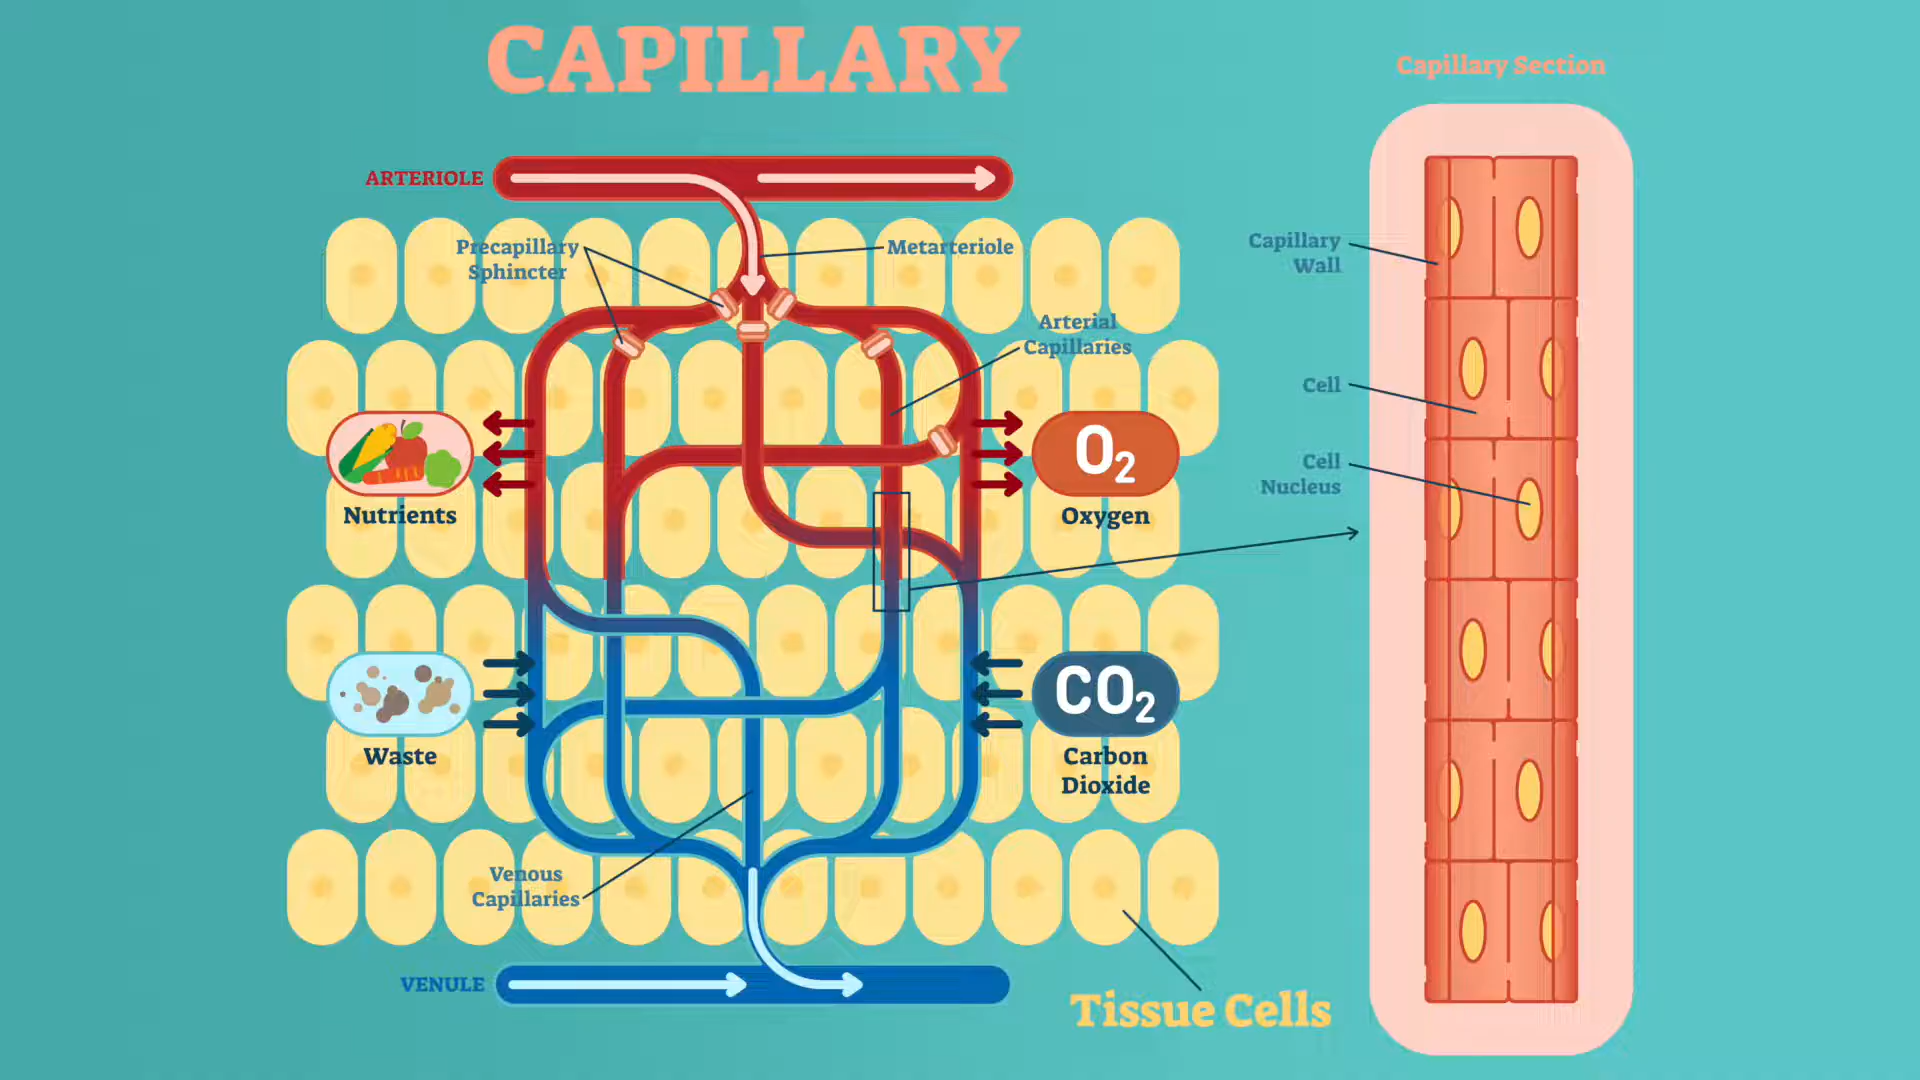 CAPILLARY
ARTERIOLE
Precapillary
Sphincter
Metarteriole
Arterial
Capillaries
Nutrients
O₂
Oxygen
Waste
CO₂
Carbon
Dioxide
Venous
Capillaries
VENULE
Tissue Cells
Capillary Section
Capillary
Wall
Cell
Cell
Nucleus